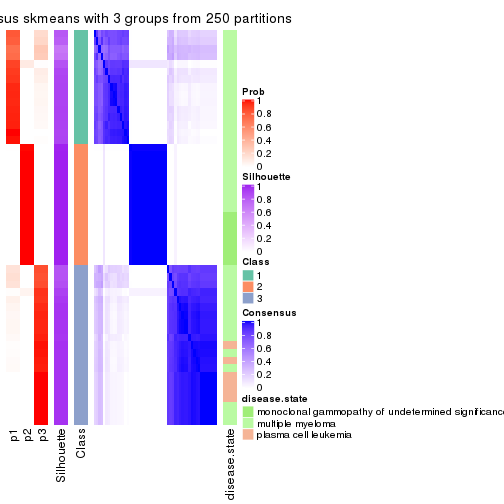 sus skmeans with 3 groups from 250 partitions
Prob
1
0.8
0.6
0.4
0.2
0
Silhouette
1
0.8
0.6
0.4
0.2
0
Class
1
2
3
Consensus
1
0.8
0.6
0.4
0.2
0
disease.state
monoclonal gammopathy of undetermined significance
multiple myeloma
plasma cell leukemia
p1
p2
p3
Silhouette
Class
disease.state